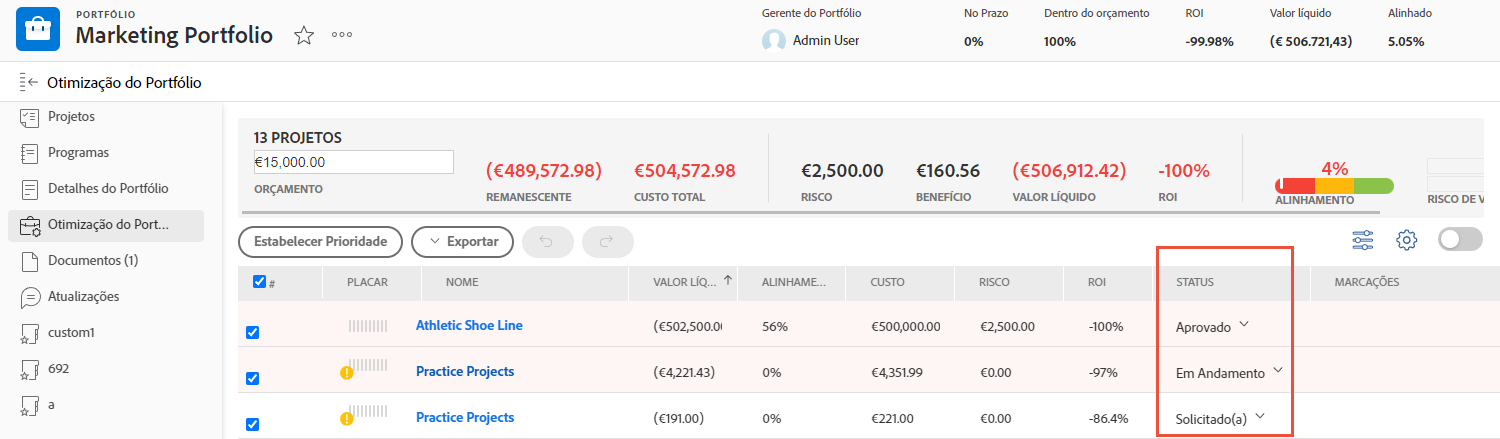 PORTFÓLIO
Marketing Portfolio
Gerente do Portfólio
Admin User
No Prazo
0%
Dentro do orçamento
100%
ROI
-99.98%
Valor líquido
(€ 506.721,43)
Alinhado
5.05%
Otimização do Portfólio
Projetos
Programas
Detalhes do Portfólio
Otimização do Port...
Documentos (1)
Atualizações
custom1
692
a
13 PROJETOS
€15,000.00
ORÇAMENTO
(€489,572.98)
REMANESCENTE
€504,572.98
CUSTO TOTAL
€2,500.00
RISCO
€160.56
BENEFÍCIO
(€506,912.42)
VALOR LÍQUIDO
-100%
ROI
4%
ALINHAMENTO
RISCO DE V
Estabelecer Prioridade
Exportar
# PLACAR NOME VALOR LÍQ... ALINHAME... CUSTO RISCO ROI STATUS MARCAÇÕES
Athletic Shoe Line (€502,500.0 56% €500,000.00 €2,500.00 -100% Aprovado
Practice Projects (€4,221.43) 0% €4,351.99 €0.00 -97% Em Andamento
Practice Projects (€191.00) 0% €221.00 €0.00 -86.4% Solicitado(a)